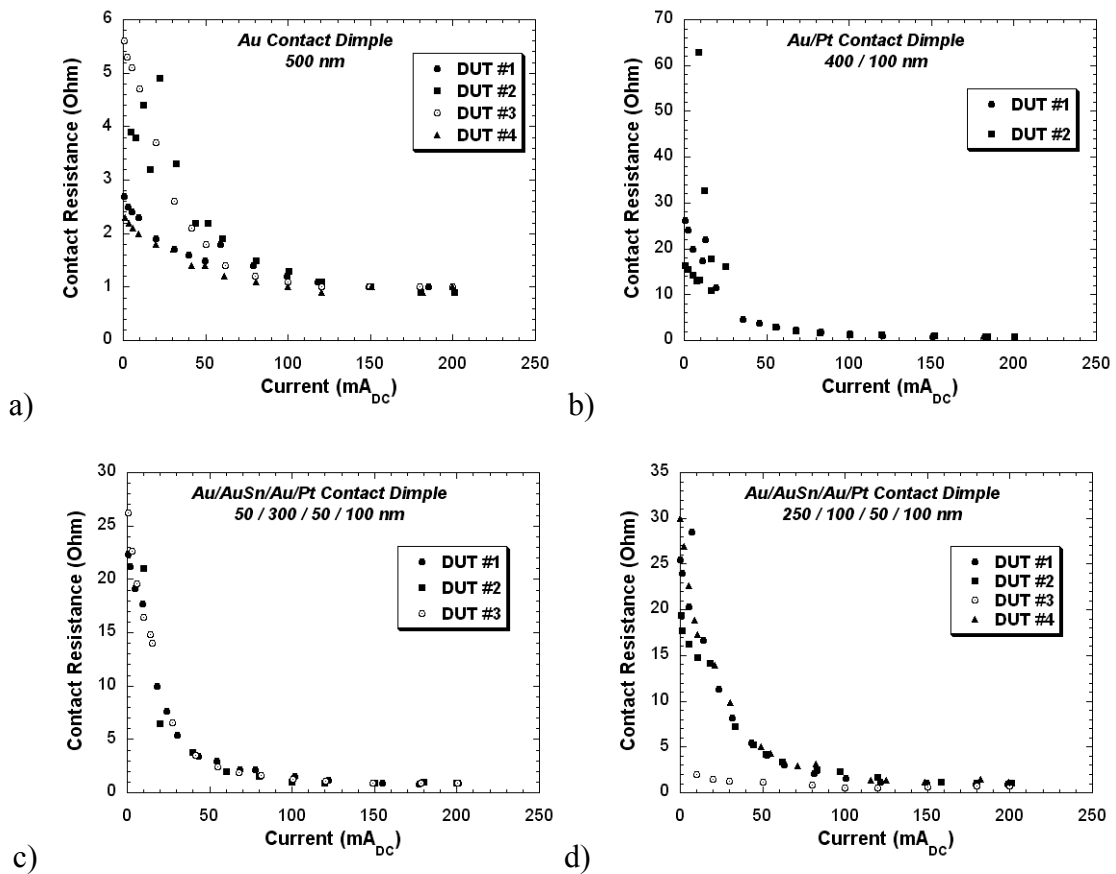 Au Contact Dimple
500 nm
DUT #1
DUT #2
DUT #3
DUT #4
Contact Resistance (Ohm)
6
5
4
3
2
1
0
0 50 100 150 200 250
Current (mA_DC)
a)
Au/Pt Contact Dimple
400 / 100 nm
DUT #1
DUT #2
Contact Resistance (Ohm)
70
60
50
40
30
20
10
0
0 50 100 150 200 250
Current (mA_DC)
b)
Au/AuSn/Au/Pt Contact Dimple
50 / 300 / 50 / 100 nm
DUT #1
DUT #2
DUT #3
Contact Resistance (Ohm)
30
25
20
15
10
5
0
0 50 100 150 200 250
Current (mA_DC)
c)
Au/AuSn/Au/Pt Contact Dimple
250 / 100 / 50 / 100 nm
DUT #1
DUT #2
DUT #3
DUT #4
Contact Resistance (Ohm)
35
30
25
20
15
10
5
0
0 50 100 150 200 250
Current (mA_DC)
d)